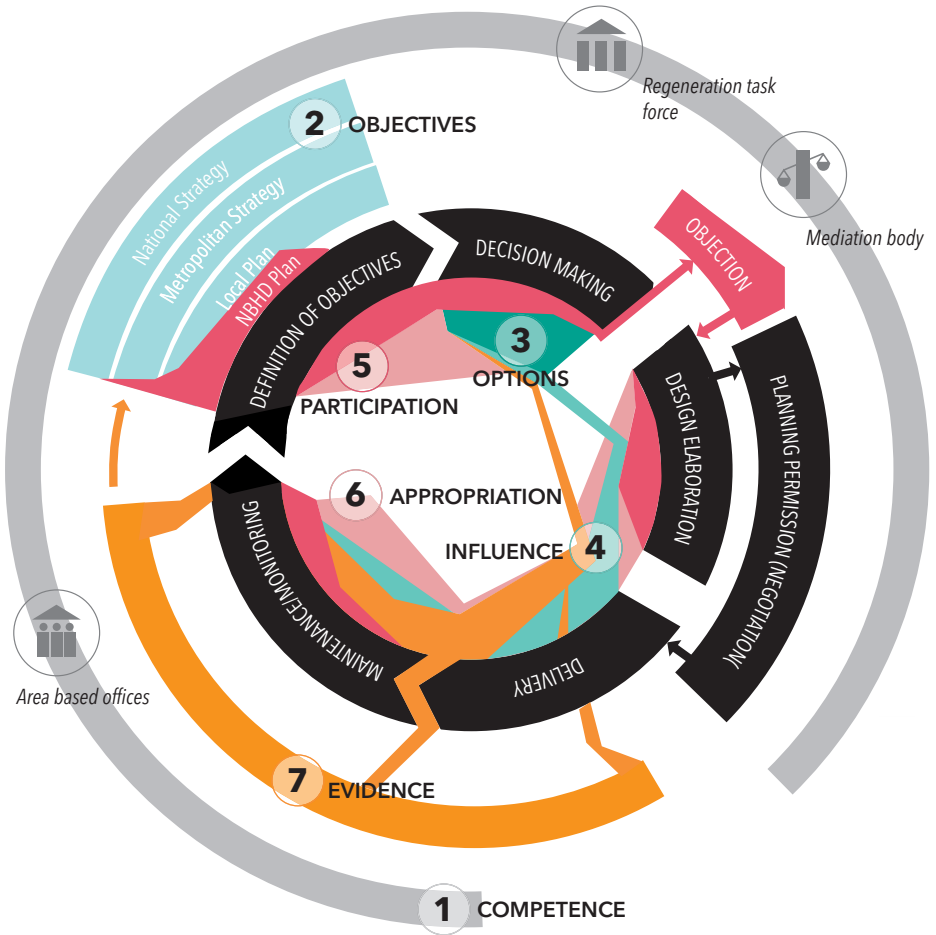 Regeneration task
force
Mediation body
2 OBJECTIVES
National Strategy
Metropolitan Strategy
Local Plan
NBHD Plan
DEFINITION OF OBJECTIVES
DECISION MAKING
OBJECTION
3
OPTIONS
5
PARTICIPATION
DESIGN ELABORATION
PLANNING PERMISSION (NEGOTIATION(
6 APPROPRIATION
INFLUENCE 4
MAINTENANCE/MONITORING
DELIVERY
Area based offices
7 EVIDENCE
1 COMPETENCE